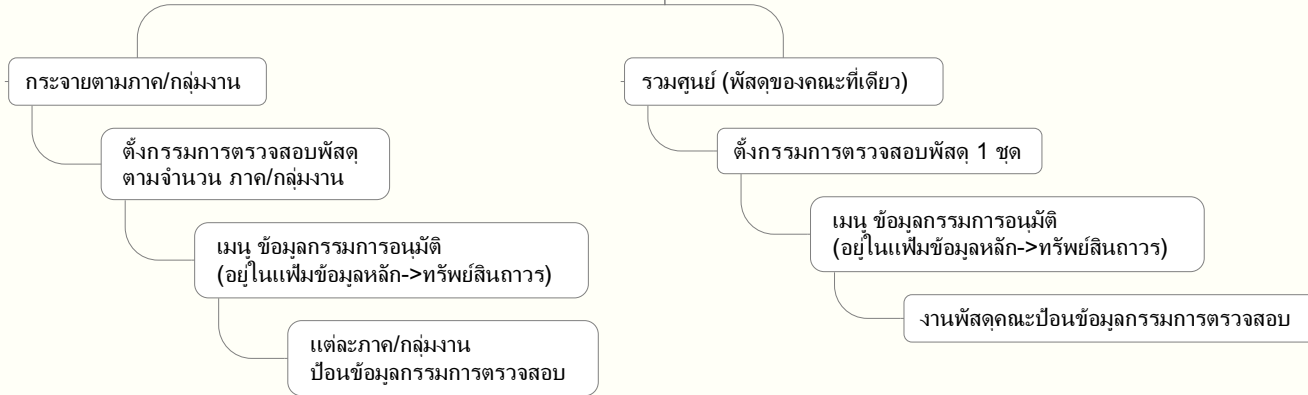 กระจายตามภาค/กลุ่มงาน
ตั้งกรรมการตรวจสอบพัสดุ
ตามจำนวน ภาค/กลุ่มงาน
เมนู ข้อมูลกรรมการอนุมัติ
(อยู่ในแฟ้มข้อมูลหลัก->ทรัพย์สินถาวร)
แต่ละภาค/กลุ่มงาน
ป้อนข้อมูลกรรมการตรวจสอบ
รวมศูนย์ (พัสดุของคณะที่เดียว)
ตั้งกรรมการตรวจสอบพัสดุ 1 ชุด
เมนู ข้อมูลกรรมการอนุมัติ
(อยู่ในแฟ้มข้อมูลหลัก->ทรัพย์สินถาวร)
งานพัสดุคณะป้อนข้อมูลกรรมการตรวจสอบ